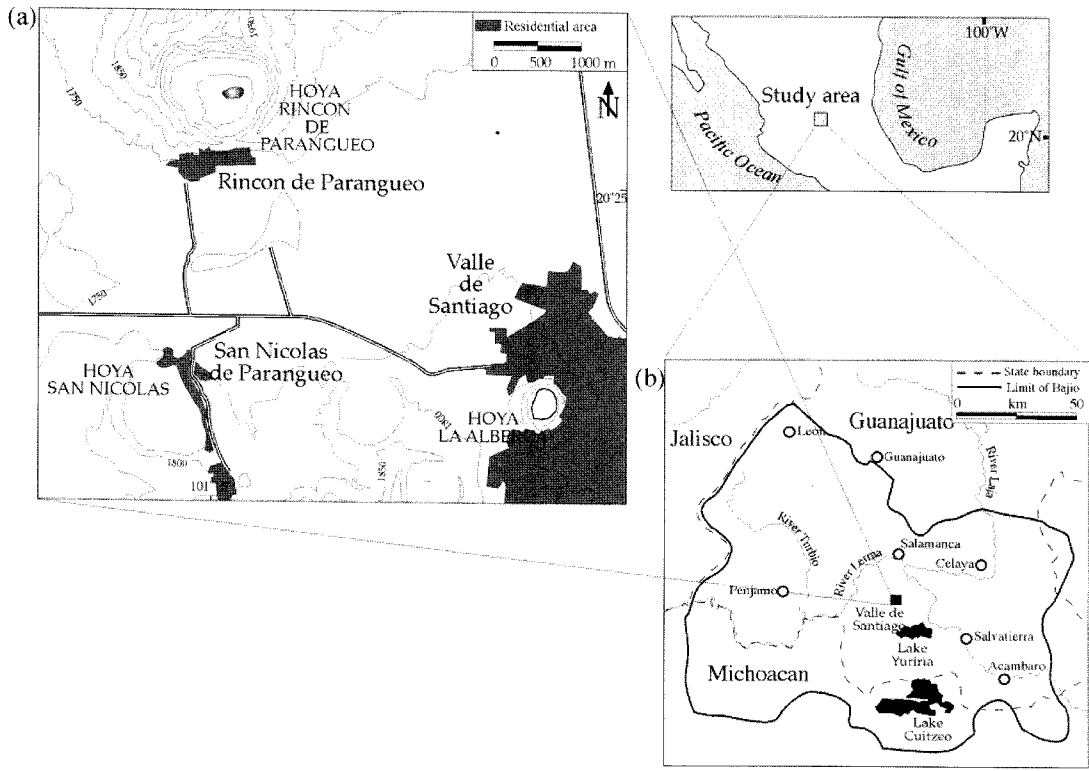 (a)
1850
1890
1750
HOYA
RINCON
DE
PARANGUEO
Rincon de Parangueo
Residential area
0 500 1000 m
N
20°25
Valle
de
Santiago
1750
HOYA
SAN NICOLAS
San Nicolas
de Parangueo
1800
HOYA
LA ALBERCA
1800
1850
101
100°W
Gulf of Mexico
Study area
Pacific Ocean
20°N
(b)
State boundary
Limit of Bajio
0 km 50
Jalisco
Guanajuato
Leon
Guanajuato
River Laja
River Turbio
River Lerma
Salamanca
Celaya
Penjamo
Valle de
Santiago
Lake
Yuriria
Salvatierra
Acambaro
Michoacan
Lake
Cuitzeo